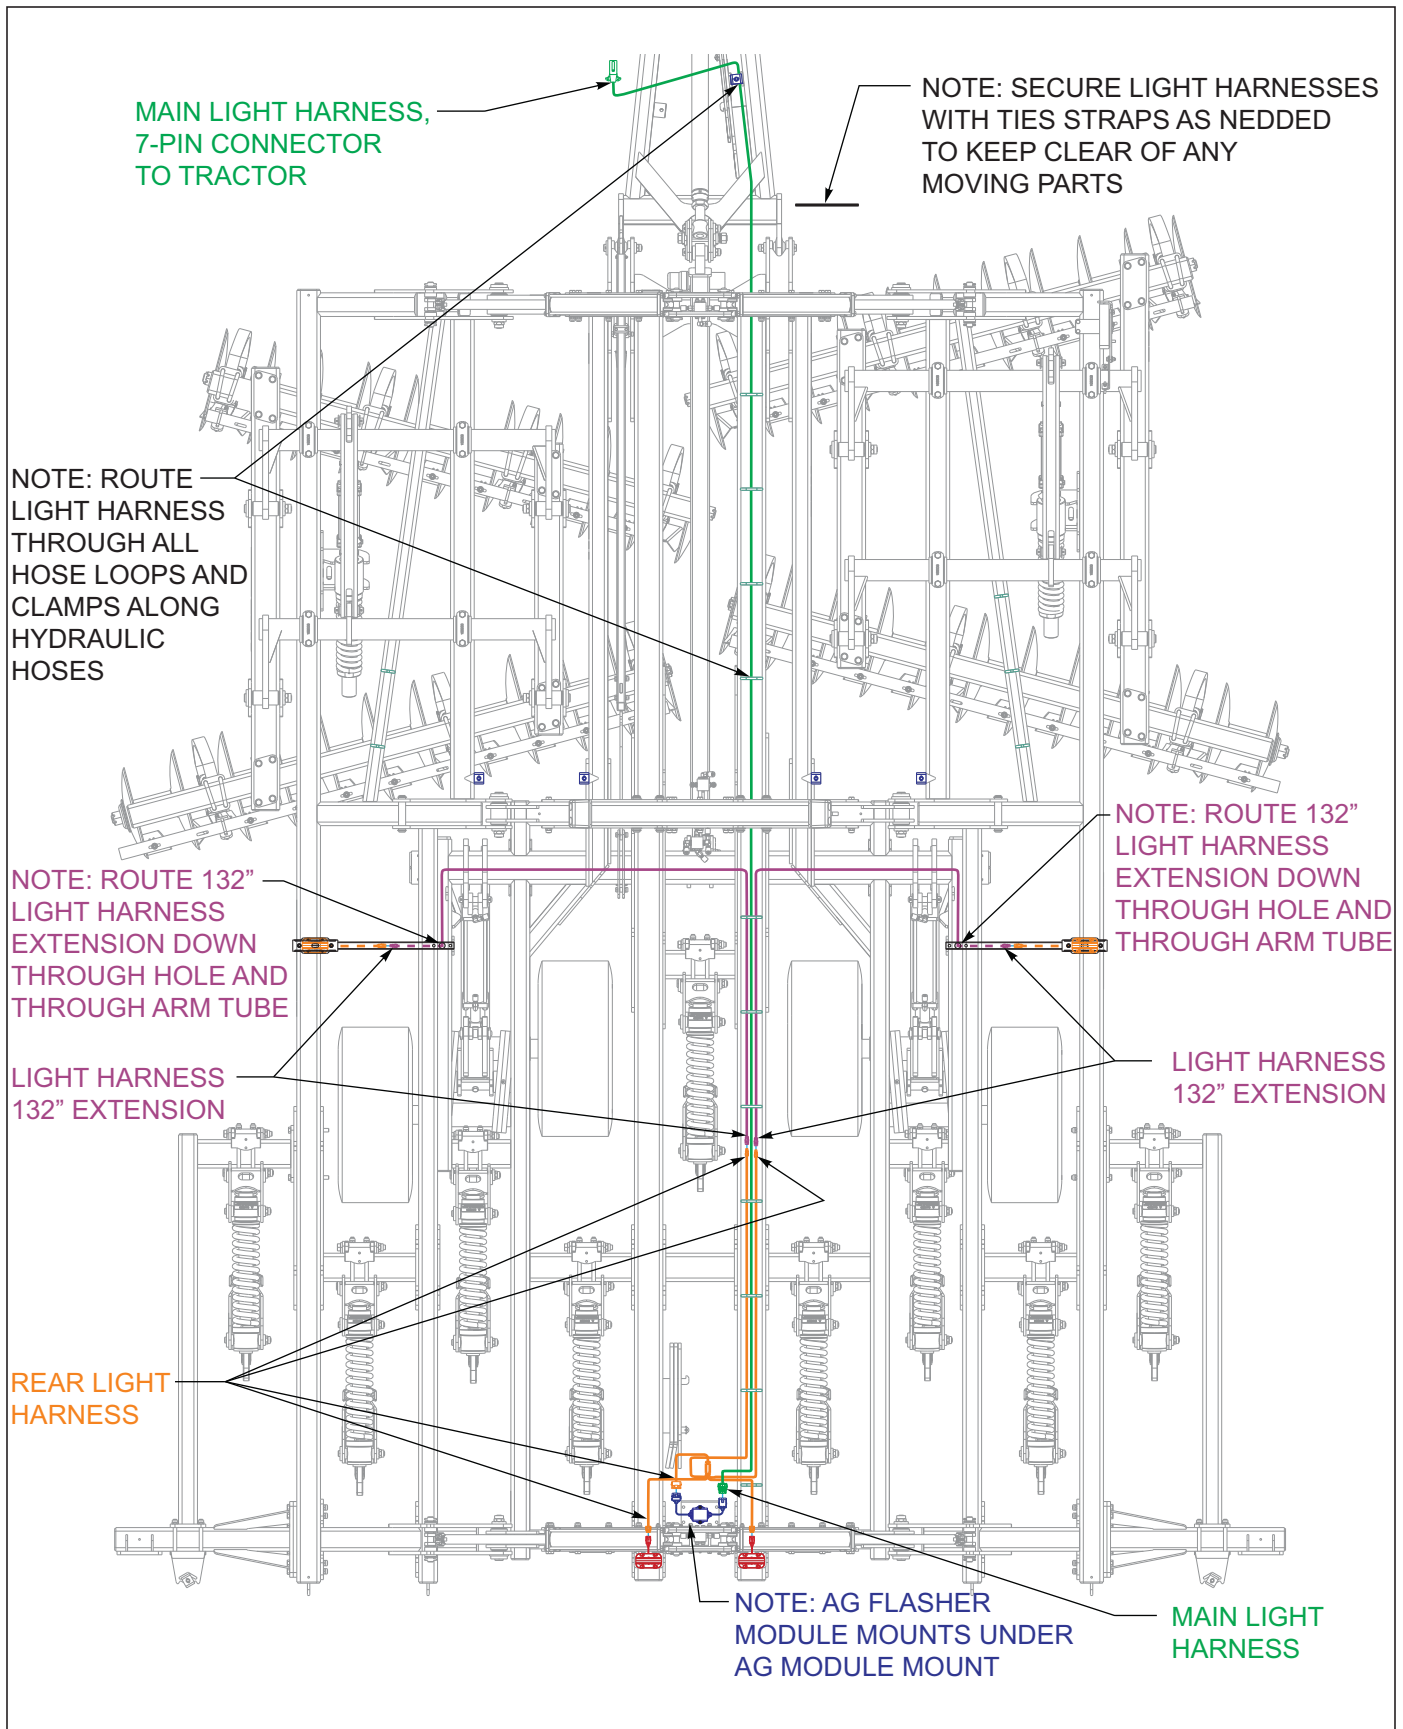 MAIN LIGHT HARNESS,
7-PIN CONNECTOR
TO TRACTOR
NOTE: SECURE LIGHT HARNESSES
WITH TIES STRAPS AS NEDDED
TO KEEP CLEAR OF ANY
MOVING PARTS
NOTE: ROUTE
LIGHT HARNESS
THROUGH ALL
HOSE LOOPS AND
CLAMPS ALONG
HYDRAULIC
HOSES
NOTE: ROUTE 132”
LIGHT HARNESS
EXTENSION DOWN
THROUGH HOLE AND
THROUGH ARM TUBE
NOTE: ROUTE 132”
LIGHT HARNESS
EXTENSION DOWN
THROUGH HOLE AND
THROUGH ARM TUBE
LIGHT HARNESS
132” EXTENSION
LIGHT HARNESS
132” EXTENSION
REAR LIGHT
HARNESS
NOTE: AG FLASHER
MODULE MOUNTS UNDER
AG MODULE MOUNT
MAIN LIGHT
HARNESS